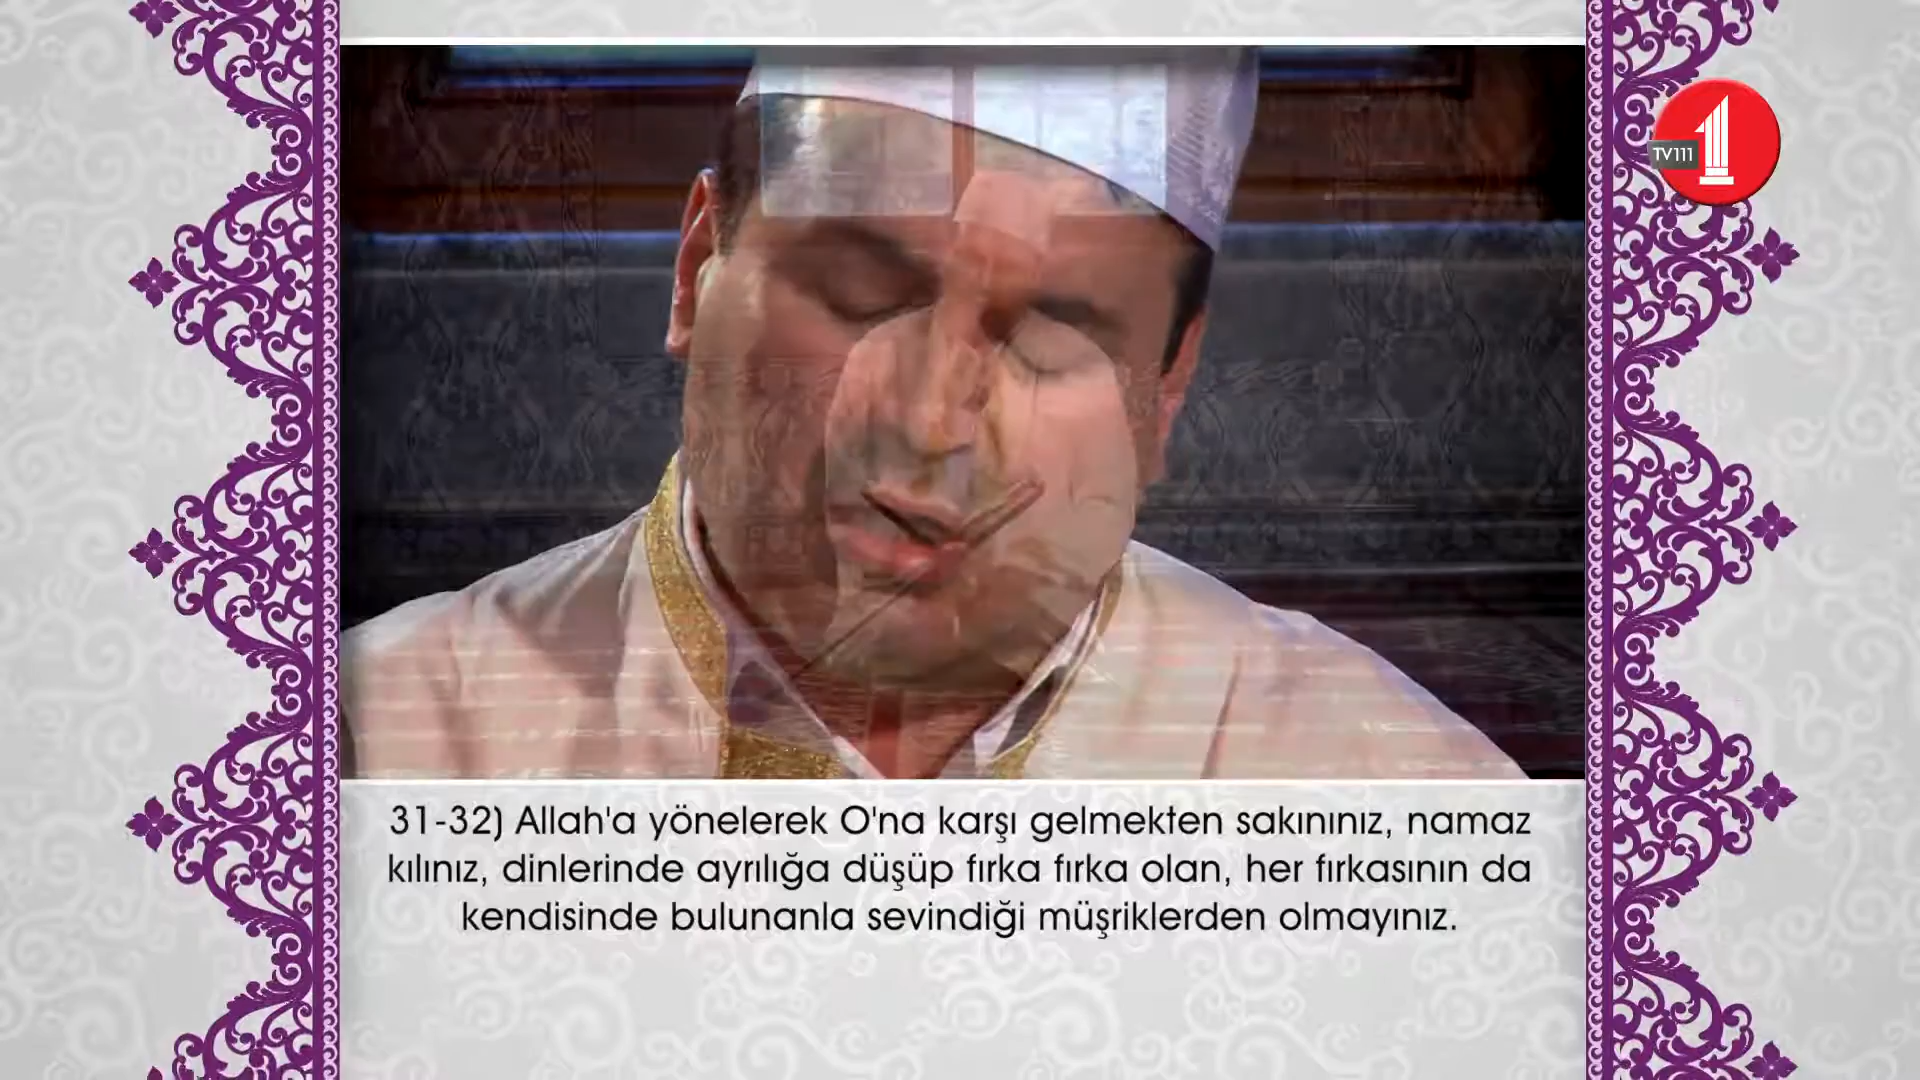 TV111
1
31-32) Allah'a yönelerek O'na karşı gelmekten sakınınız, namaz
kılınız, dinlerinde ayrılığa düşüp fırka fırka olan, her fırkasının da
kendisinde bulunanla sevindiği müşriklerden olmayınız.